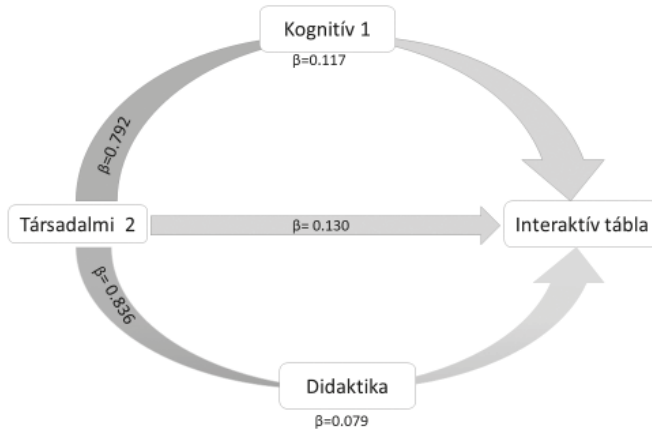 Kognitív 1
β=0.117
β=0.792
Társadalmi 2
β= 0.130
Interaktív tábla
β= 0.836
Didaktika
β=0.079